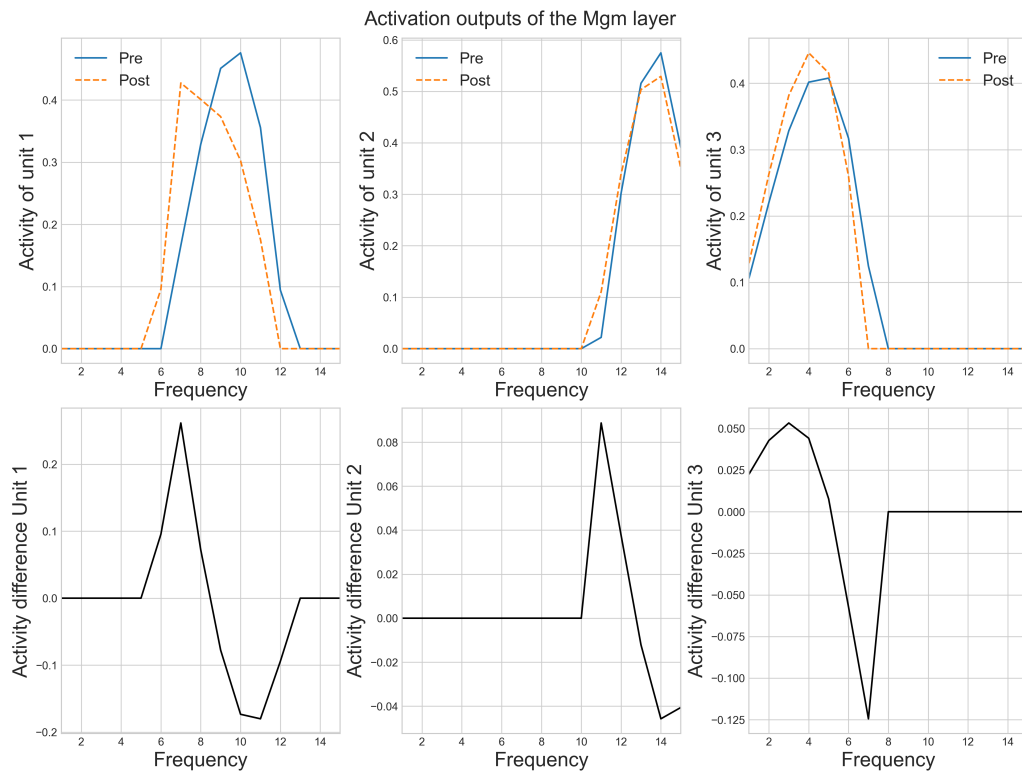 Activation outputs of the Mgm layer
Pre
Post
Activity of unit 1
0.4
0.3
0.2
0.1
0.0
2 4 6 8 10 12 14
Frequency
Pre
Post
Activity of unit 2
0.6
0.5
0.4
0.3
0.2
0.1
0.0
2 4 6 8 10 12 14
Frequency
Pre
Post
Activity of unit 3
0.4
0.3
0.2
0.1
0.0
2 4 6 8 10 12 14
Frequency
Activity difference Unit 1
0.2
0.1
0.0
−0.1
−0.2
2 4 6 8 10 12 14
Frequency
Activity difference Unit 2
0.08
0.06
0.04
0.02
0.00
−0.02
−0.04
2 4 6 8 10 12 14
Frequency
Activity difference Unit 3
0.050
0.025
0.000
−0.025
−0.050
−0.075
−0.100
−0.125
2 4 6 8 10 12 14
Frequency